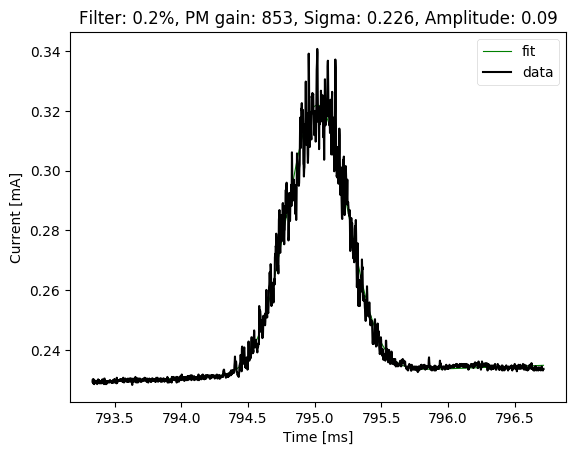 Filter: 0.2%, PM gain: 853, Sigma: 0.226, Amplitude: 0.09
fit
data
0.34
0.32
0.30
0.28
0.26
0.24
Current [mA]
793.5 794.0 794.5 795.0 795.5 796.0 796.5
Time [ms]